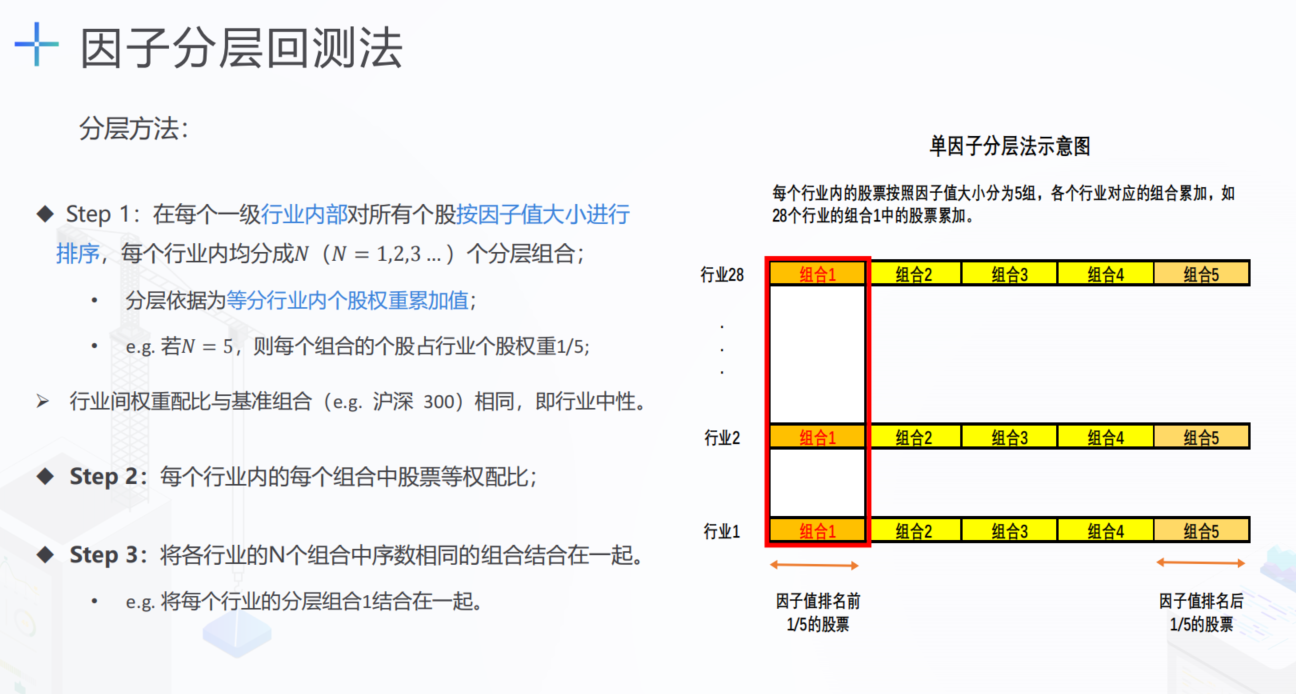 因子分层回测法
分层方法：
◆ Step 1：在每个一级行业内部对所有个股按因子值大小进行
排序，每个行业内均分成N（N = 1,2,3 … ）个分层组合；
• 分层依据为等分行业内个股权重累加值；
• e.g. 若N = 5，则每个组合的个股占行业个股权重1/5;
➢ 行业间权重配比与基准组合（e.g. 沪深 300）相同，即行业中性。
◆ Step 2：每个行业内的每个组合中股票等权配比；
◆ Step 3：将各行业的N个组合中序数相同的组合结合在一起。
• e.g. 将每个行业的分层组合1结合在一起。
单因子分层法示意图
每个行业内的股票按照因子值大小分为5组，各个行业对应的组合累加，如
28个行业的组合1中的股票累加。
行业28 组合1 组合2 组合3 组合4 组合5
.
.
.
行业2 组合1 组合2 组合3 组合4 组合5
行业1 组合1 组合2 组合3 组合4 组合5
因子值排名前
1/5的股票
因子值排名后
1/5的股票